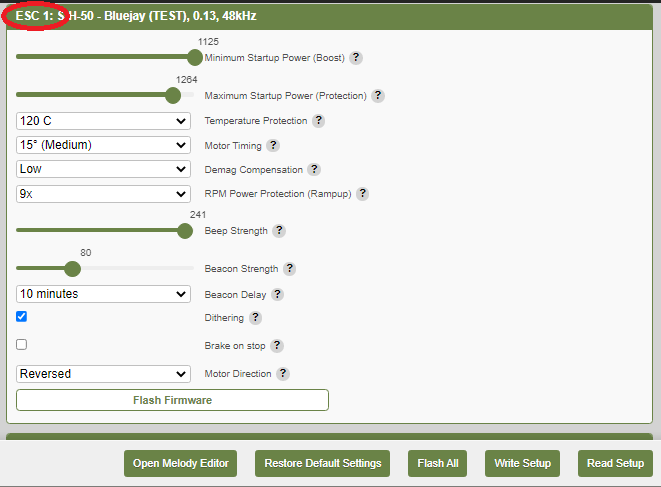 ESC 1: S-H-50 - Bluejay (TEST), 0.13, 48kHz
1125
Minimum Startup Power (Boost) ?
1264
Maximum Startup Power (Protection) ?
120 C
Temperature Protection ?
15° (Medium)
Motor Timing ?
Low
Demag Compensation ?
9x
RPM Power Protection (Rampup) ?
241
Beep Strength ?
80
Beacon Strength ?
10 minutes
Beacon Delay ?
Dithering ?
Brake on stop ?
Reversed
Motor Direction ?
Flash Firmware
Open Melody Editor
Restore Default Settings
Flash All
Write Setup
Read Setup